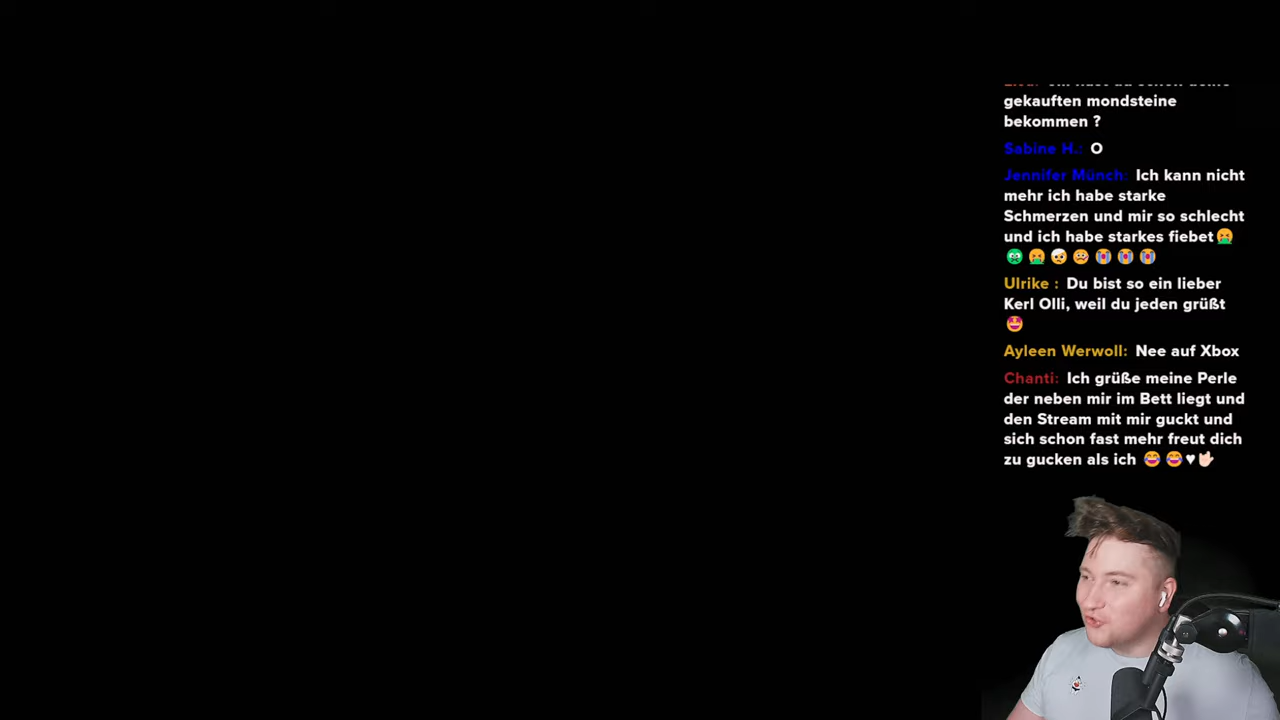 gekauften mondsteine
bekommen ?
Sabine H.: O
Jennifer Münch: Ich kann nicht
mehr ich habe starke
Schmerzen und mir so schlecht
und ich habe starkes fiebet🤮
🤢🤮🤕🤒😭😭😭
Ulrike : Du bist so ein lieber
Kerl Olli, weil du jeden grüßt
🤩
Ayleen Werwoll: Nee auf Xbox
Chanti: Ich grüße meine Perle
der neben mir im Bett liegt und
den Stream mit mir guckt und
sich schon fast mehr freut dich
zu gucken als ich 😂😂♥🤟🏻